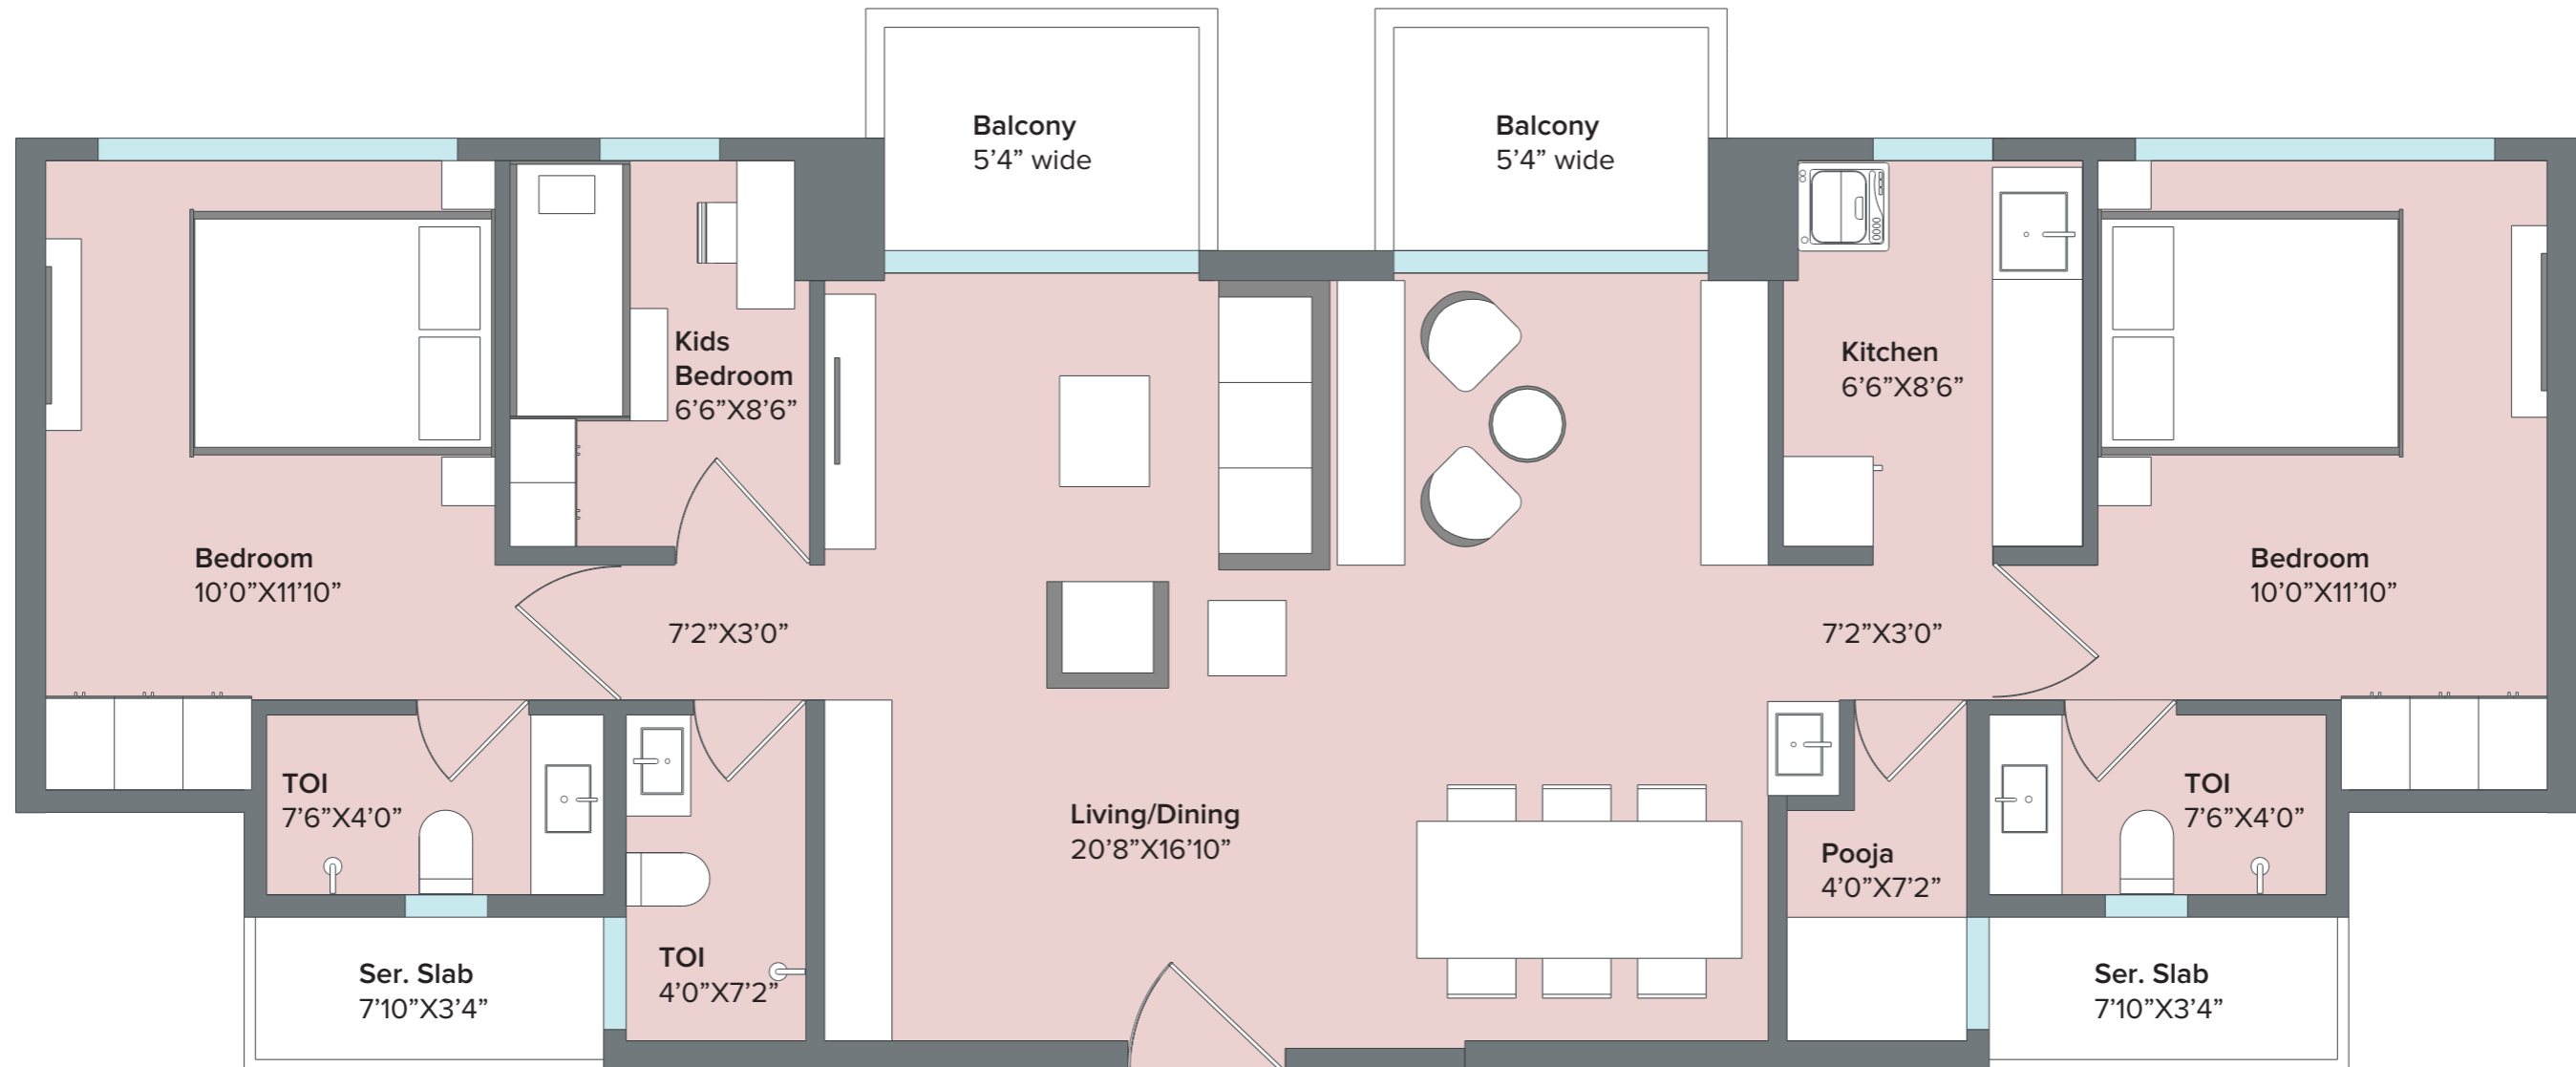 Balcony
5’4” wide
Balcony
5’4” wide
Kids
Bedroom
6’6”X8’6”
Kitchen
6’6”X8’6”
Bedroom
10’0”X11’10”
Bedroom
10’0”X11’10”
7’2”X3’0”
7’2”X3’0”
TOI
7’6”X4’0”
Living/Dining
20’8”X16’10”
TOI
7’6”X4’0”
Pooja
4’0”X7’2”
TOI
4’0”X7’2”
Ser. Slab
7’10”X3’4”
Ser. Slab
7’10”X3’4”